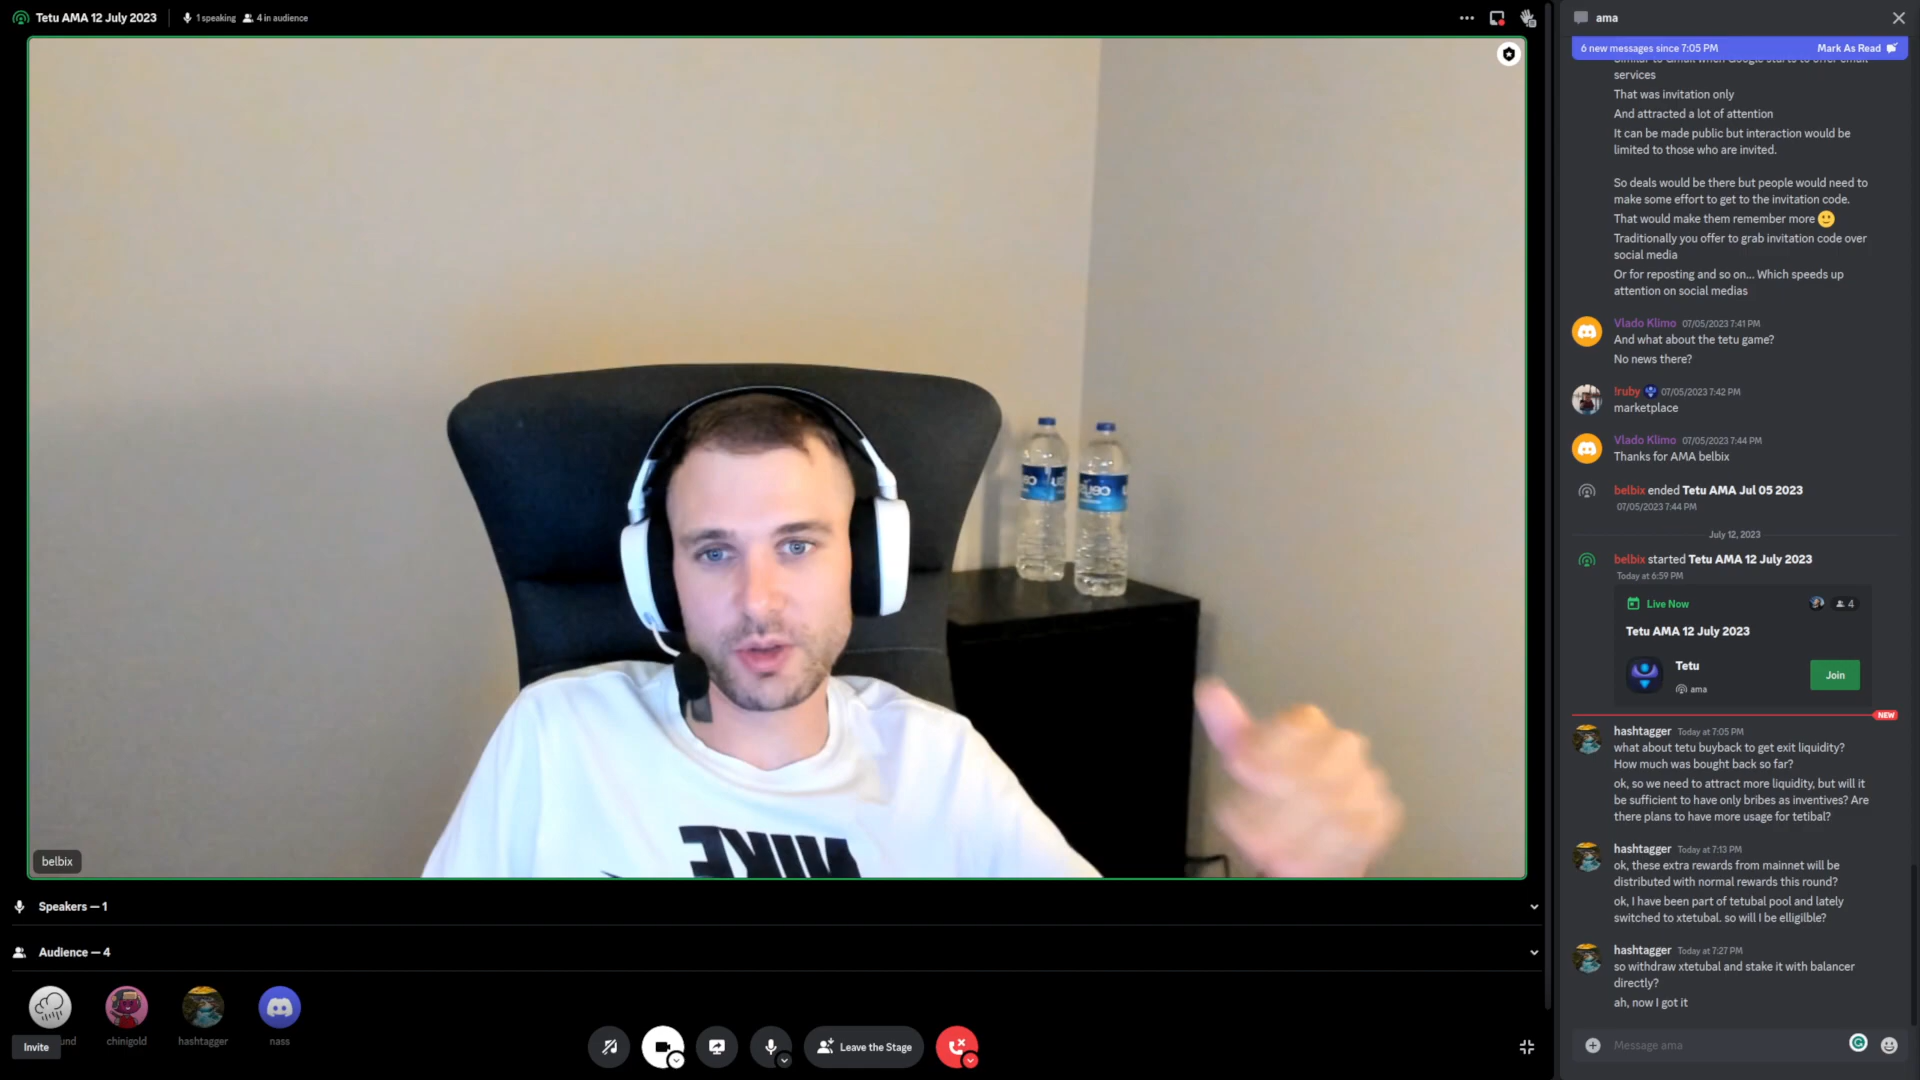 Tetu AMA 12 July 2023
1 speaking
4 in audience
belbix
Speakers — 1
Audience — 4
und
chinigold
hashtagger
nass
Invite
Leave the Stage
ama
6 new messages since 7:05 PM
Mark As Read
Similar to Gmail when Google starts to offer email
services
That was invitation only
And attracted a lot of attention
It can be made public but interaction would be
limited to those who are invited.
So deals would be there but people would need to
make some effort to get to the invitation code.
That would make them remember more 🙂
Traditionally you offer to grab invitation code over
social media
Or for reposting and so on... Which speeds up
attention on social medias
Vlado Klimo 07/05/2023 7:41 PM
And what about the tetu game?
No news there?
!ruby 07/05/2023 7:42 PM
marketplace
Vlado Klimo 07/05/2023 7:44 PM
Thanks for AMA belbix
belbix ended Tetu AMA Jul 05 2023
07/05/2023 7:44 PM
July 12, 2023
belbix started Tetu AMA 12 July 2023
Today at 6:59 PM
Live Now
4
Tetu AMA 12 July 2023
Tetu
ama
Join
NEW
hashtagger Today at 7:05 PM
what about tetu buyback to get exit liquidity?
How much was bought back so far?
ok, so we need to attract more liquidity, but will it
be sufficient to have only bribes as inventives? Are
there plans to have more usage for tetibal?
hashtagger Today at 7:13 PM
ok, these extra rewards from mainnet will be
distributed with normal rewards this round?
ok, I have been part of tetubal pool and lately
switched to xtetubal. so will I be elligilble?
hashtagger Today at 7:27 PM
so withdraw xtetubal and stake it with balancer
directly?
ah, now I got it
Message ama
NIKE